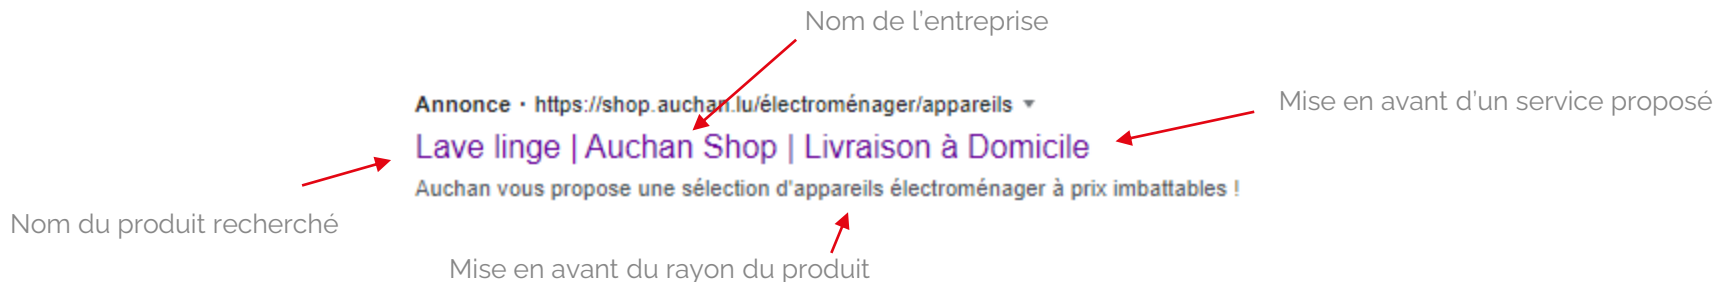 Nom de l'entreprise
Annonce · https://shop.auchan.lu/électroménager/appareils
Mise en avant d'un service proposé
Lave linge | Auchan Shop | Livraison à Domicile
Auchan vous propose une sélection d'appareils électroménager à prix imbattables !
Nom du produit recherché
Mise en avant du rayon du produit